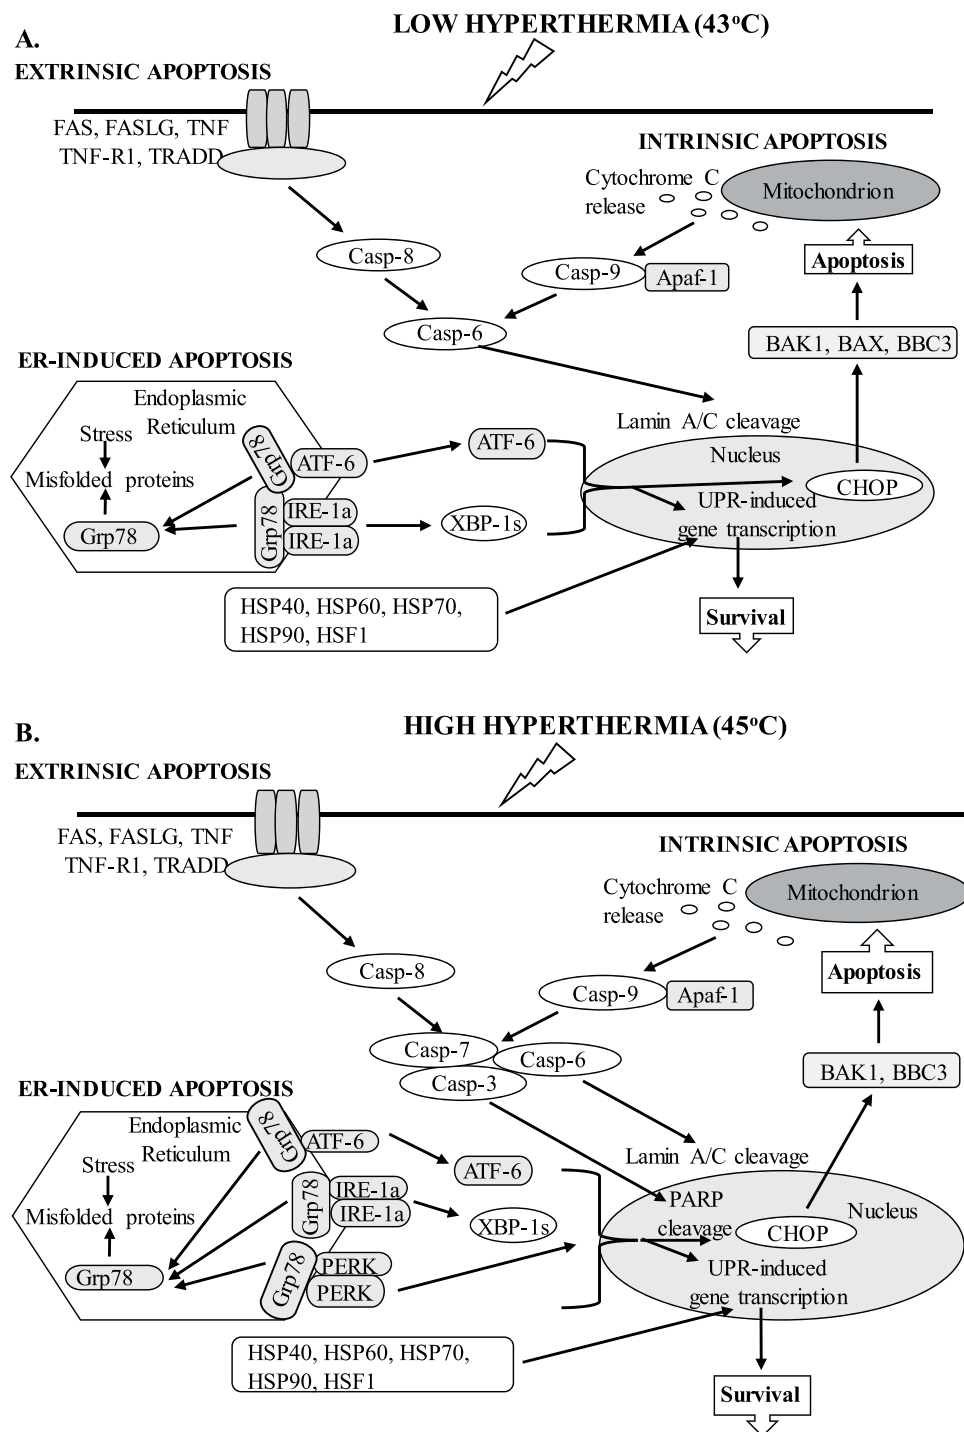 A.
LOW HYPERTHERMIA (43°C)
EXTRINSIC APOPTOSIS
FAS, FASLG, TNF
TNF-R1, TRADD
INTRINSIC APOPTOSIS
Cytochrome C
release
Mitochondrion
Casp-8
Casp-9
Apaf-1
Apoptosis
Casp-6
BAK1, BAX, BBC3
ER-INDUCED APOPTOSIS
Endoplasmic
Reticulum
Stress
Misfolded proteins
Grp78
Grp78
ATF-6
Grp78
IRE-1a
IRE-1a
ATF-6
XBP-1s
Lamin A/C cleavage
Nucleus
CHOP
UPR-induced
gene transcription
HSP40, HSP60, HSP70,
HSP90, HSF1
Survival
B.
HIGH HYPERTHERMIA (45°C)
EXTRINSIC APOPTOSIS
FAS, FASLG, TNF
TNF-R1, TRADD
INTRINSIC APOPTOSIS
Cytochrome C
release
Mitochondrion
Casp-8
Casp-9
Apaf-1
Apoptosis
Casp-7
Casp-6
Casp-3
BAK1, BBC3
ER-INDUCED APOPTOSIS
Endoplasmic
Reticulum
Stress
Misfolded proteins
Grp78
Grp78
ATF-6
Grp78
IRE-1a
IRE-1a
Grp78
PERK
PERK
ATF-6
XBP-1s
Lamin A/C cleavage
PARP
cleavage
Nucleus
CHOP
UPR-induced
gene transcription
HSP40, HSP60, HSP70,
HSP90, HSF1
Survival